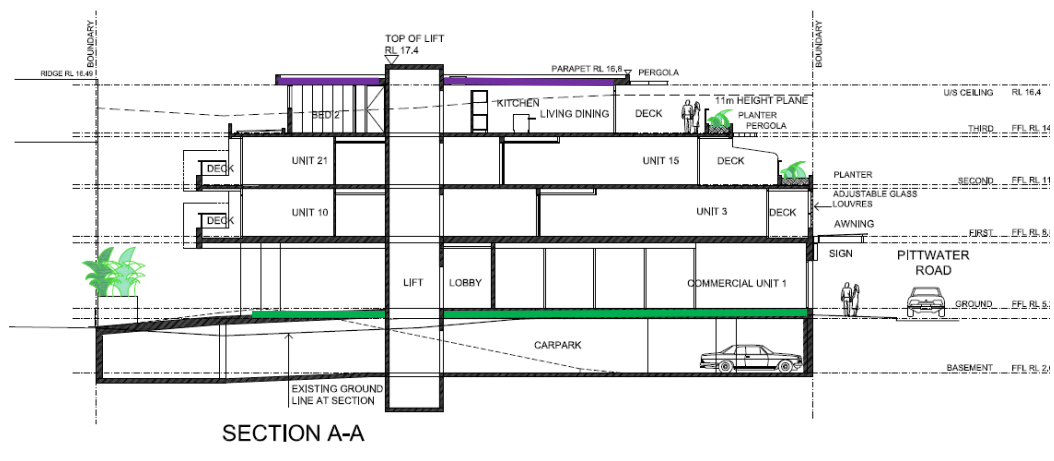 BOUNDARY
BOUNDARY
TOP OF LIFT
RL 17.4
RIDGE RL 16.49
PARAPET RL 16,8
PERGOLA
U/S CEILING RL 16,4
11m HEIGHT PLANE
BED 2
KITCHEN
LIVING DINING
DECK
PLANTER
PERGOLA
THIRD FFL RL 14
DECK
UNIT 21
UNIT 15
DECK
PLANTER
SECOND FFL RL 11
ADJUSTABLE GLASS
LOUVRES
DECK
UNIT 10
UNIT 3
DECK
AWNING
FIRST FFL RL 8.
SIGN
PITTWATER
ROAD
LIFT
LOBBY
COMMERCIAL UNIT 1
GROUND FFL RL 5.
CARPARK
BASEMENT FFL RL 2,
EXISTING GROUND
LINE AT SECTION
SECTION A-A